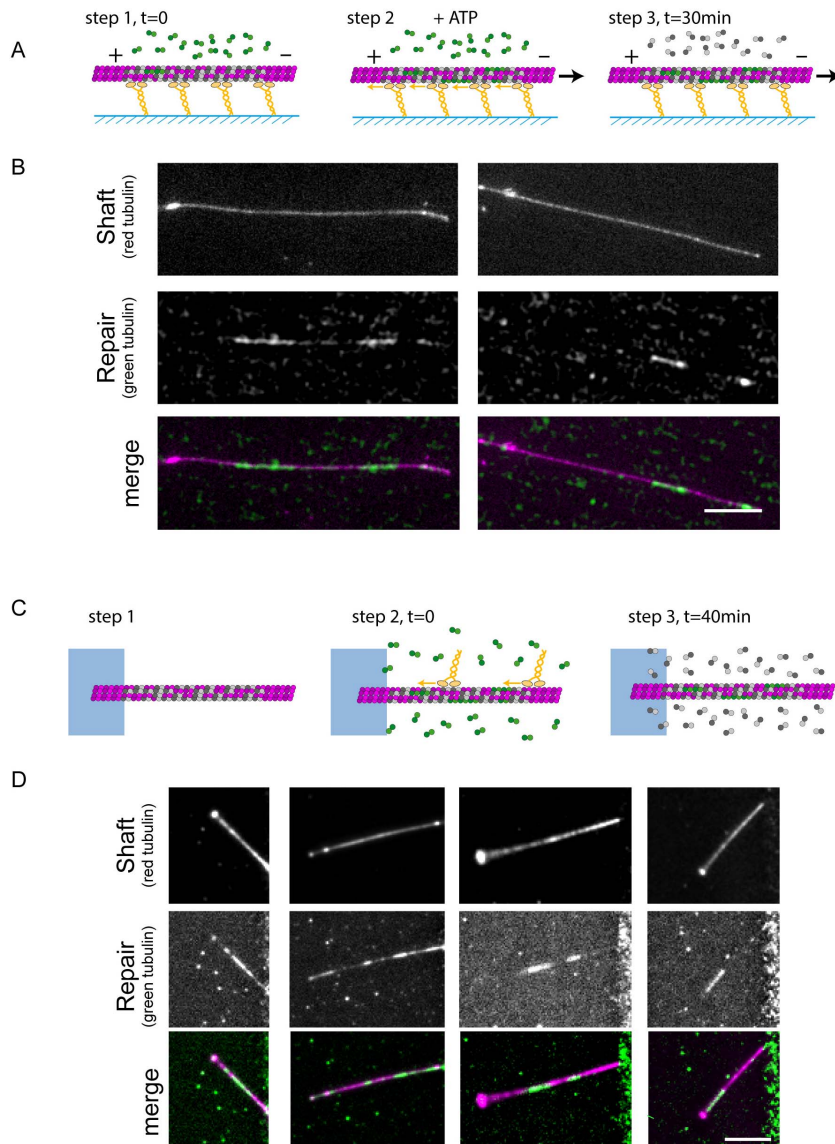 A
step 1, t=0
step 2 + ATP
step 3, t=30min
+ −
+ −
+ −
B
Shaft
(red tubulin)
Repair
(green tubulin)
merge
C
step 1
step 2, t=0
step 3, t=40min
D
Shaft
(red tubulin)
Repair
(green tubulin)
merge